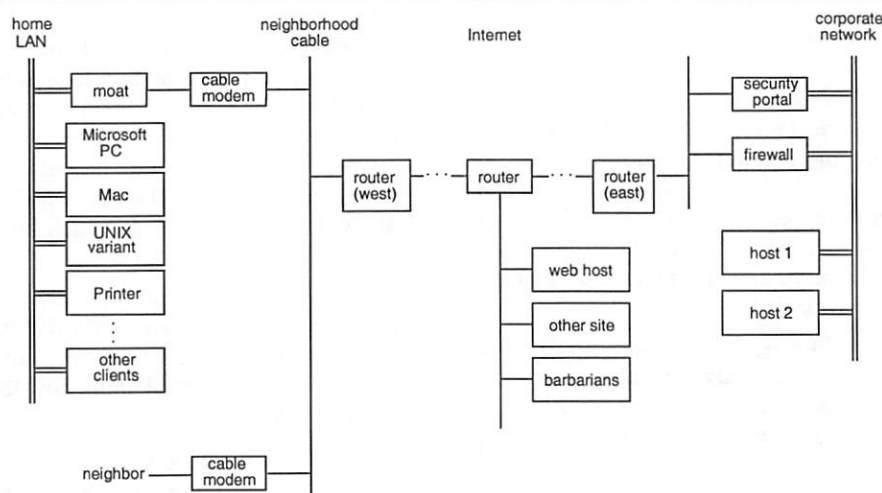 home
LAN
neighborhood
cable
Internet
corporate
network
moat
cable
modem
security
portal
Microsoft
PC
firewall
Mac
router
(west)
router
router
(east)
UNIX
variant
web host
host 1
Printer
other site
host 2
other
clients
barbarians
neighbor
cable
modem